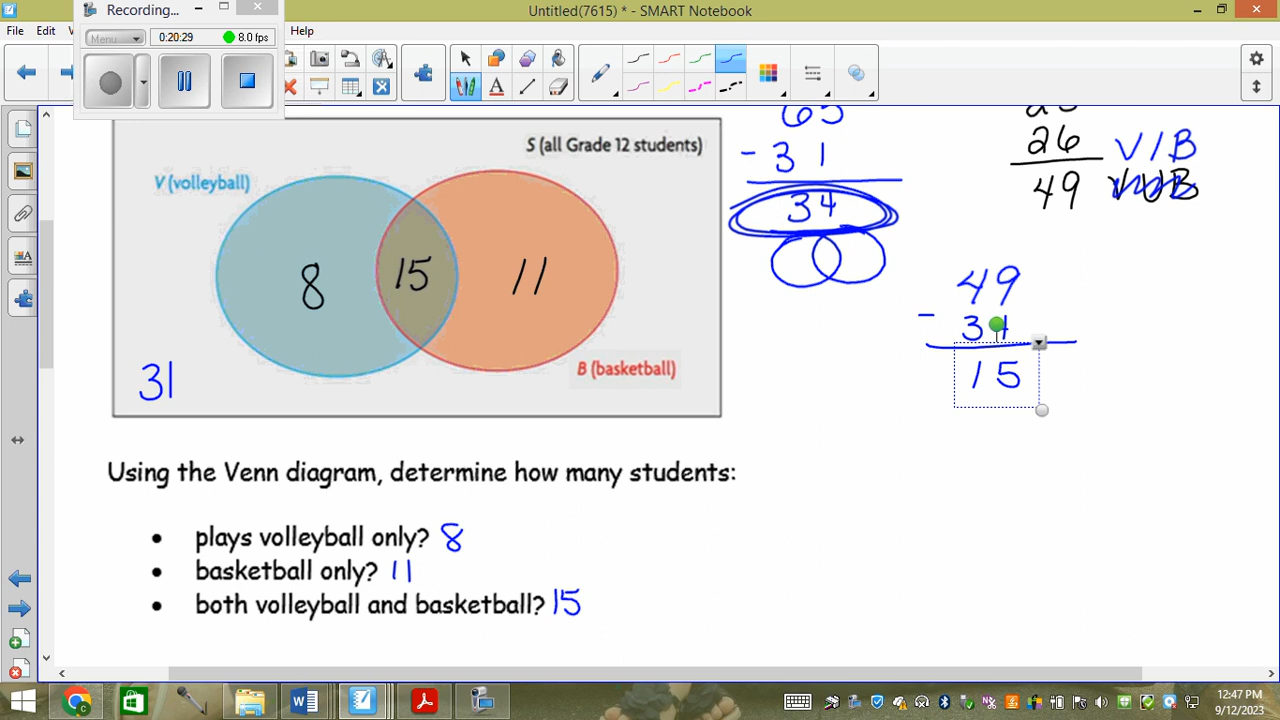 Recording...
Untitled(7615) * - SMART Notebook
File
Edit
Help
Menu
0:20:29
8.0 fps
S (all Grade 12 students)
V (volleyball)
8
15
11
31
B (basketball)
65
- 31
34
26 V/B
49
49
- 
15
Using the Venn diagram, determine how many students:
• plays volleyball only? 8
• basketball only? 11
• both volleyball and basketball? 15
12:47 PM
9/12/2023